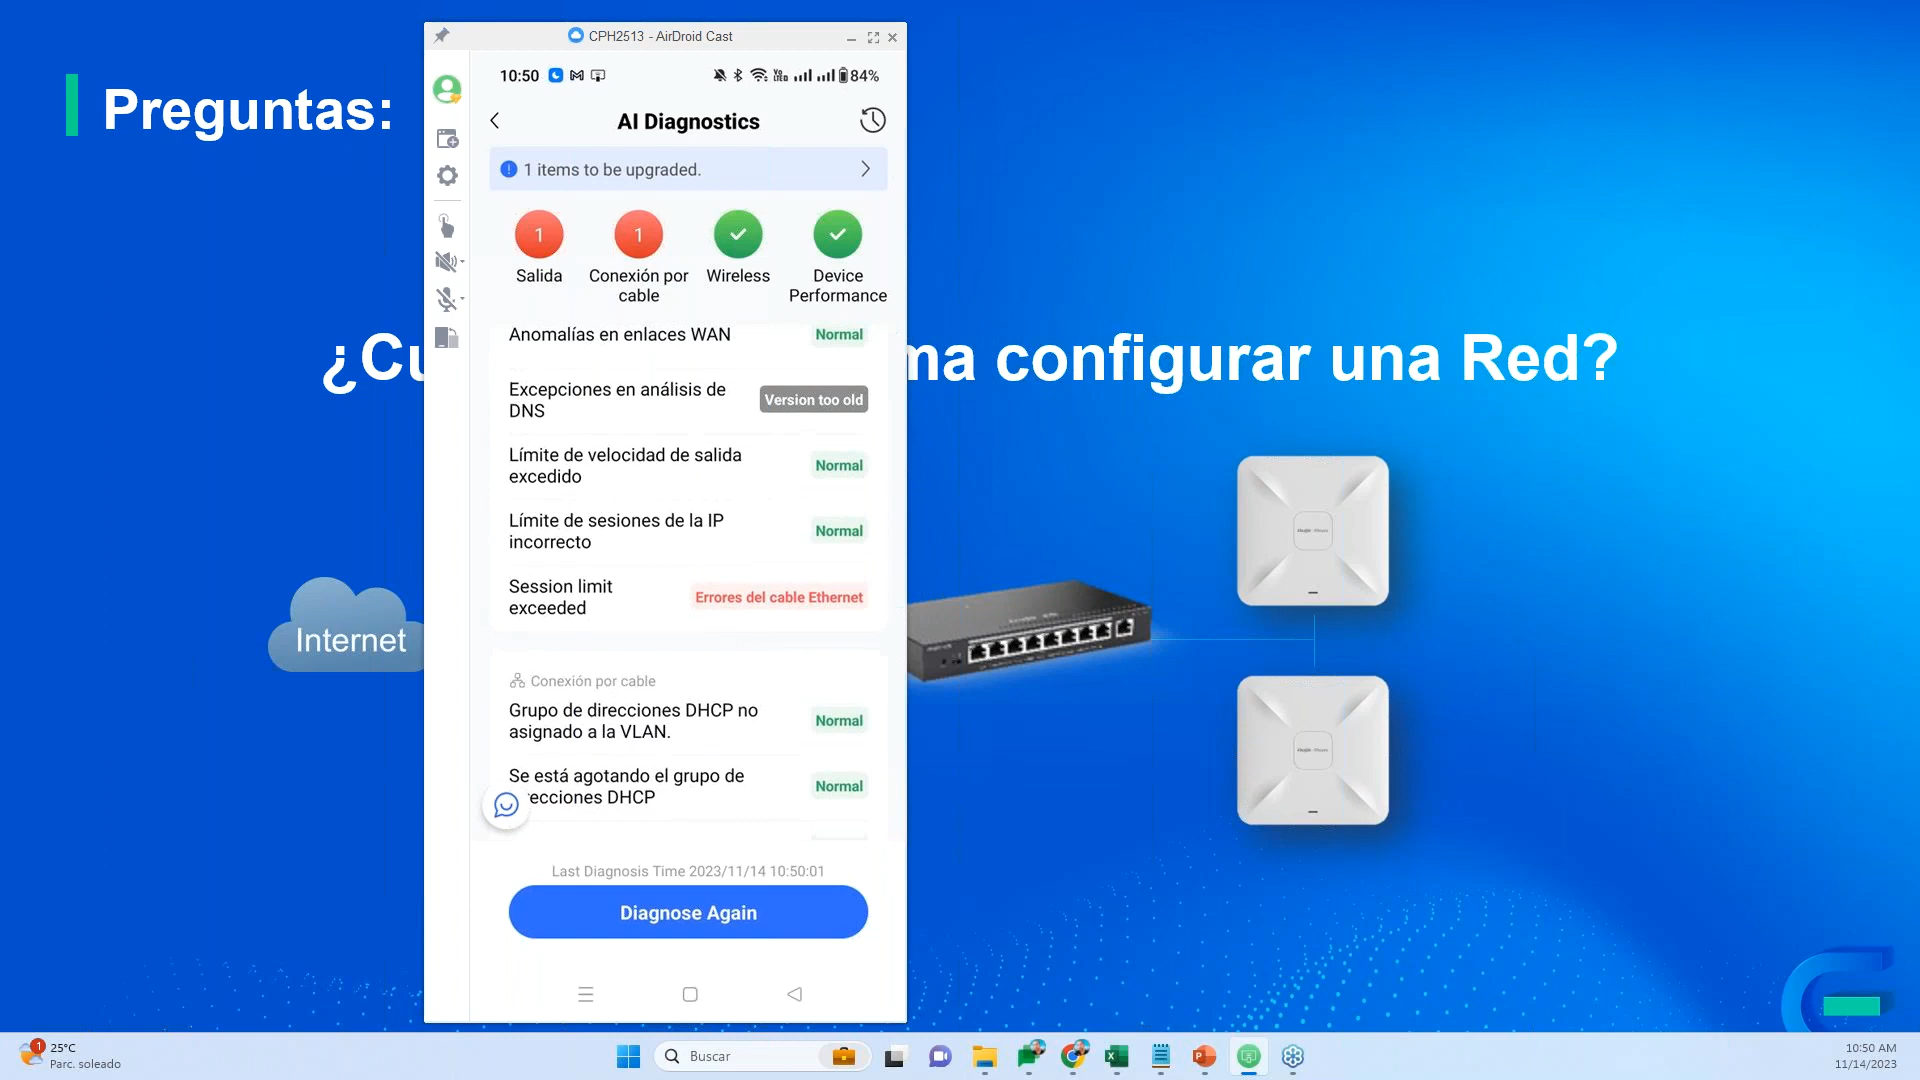 CPH2513 - AirDroid Cast
10:50
84%
Preguntas:
AI Diagnostics
1 items to be upgraded.
1
1
Salida
Conexión por
cable
Wireless
Device
Performance
Anomalías en enlaces WAN
Normal
¿Cu
ma configurar una Red?
Excepciones en análisis de
DNS
Version too old
Límite de velocidad de salida
excedido
Normal
Límite de sesiones de la IP
incorrecto
Normal
Session limit
exceeded
Errores del cable Ethernet
Internet
Conexión por cable
Grupo de direcciones DHCP no
asignado a la VLAN.
Normal
Se está agotando el grupo de
recciones DHCP
Normal
Last Diagnosis Time 2023/11/14 10:50:01
Diagnose Again
1
25°C
Parc. soleado
Buscar
10:50 AM
11/14/2023